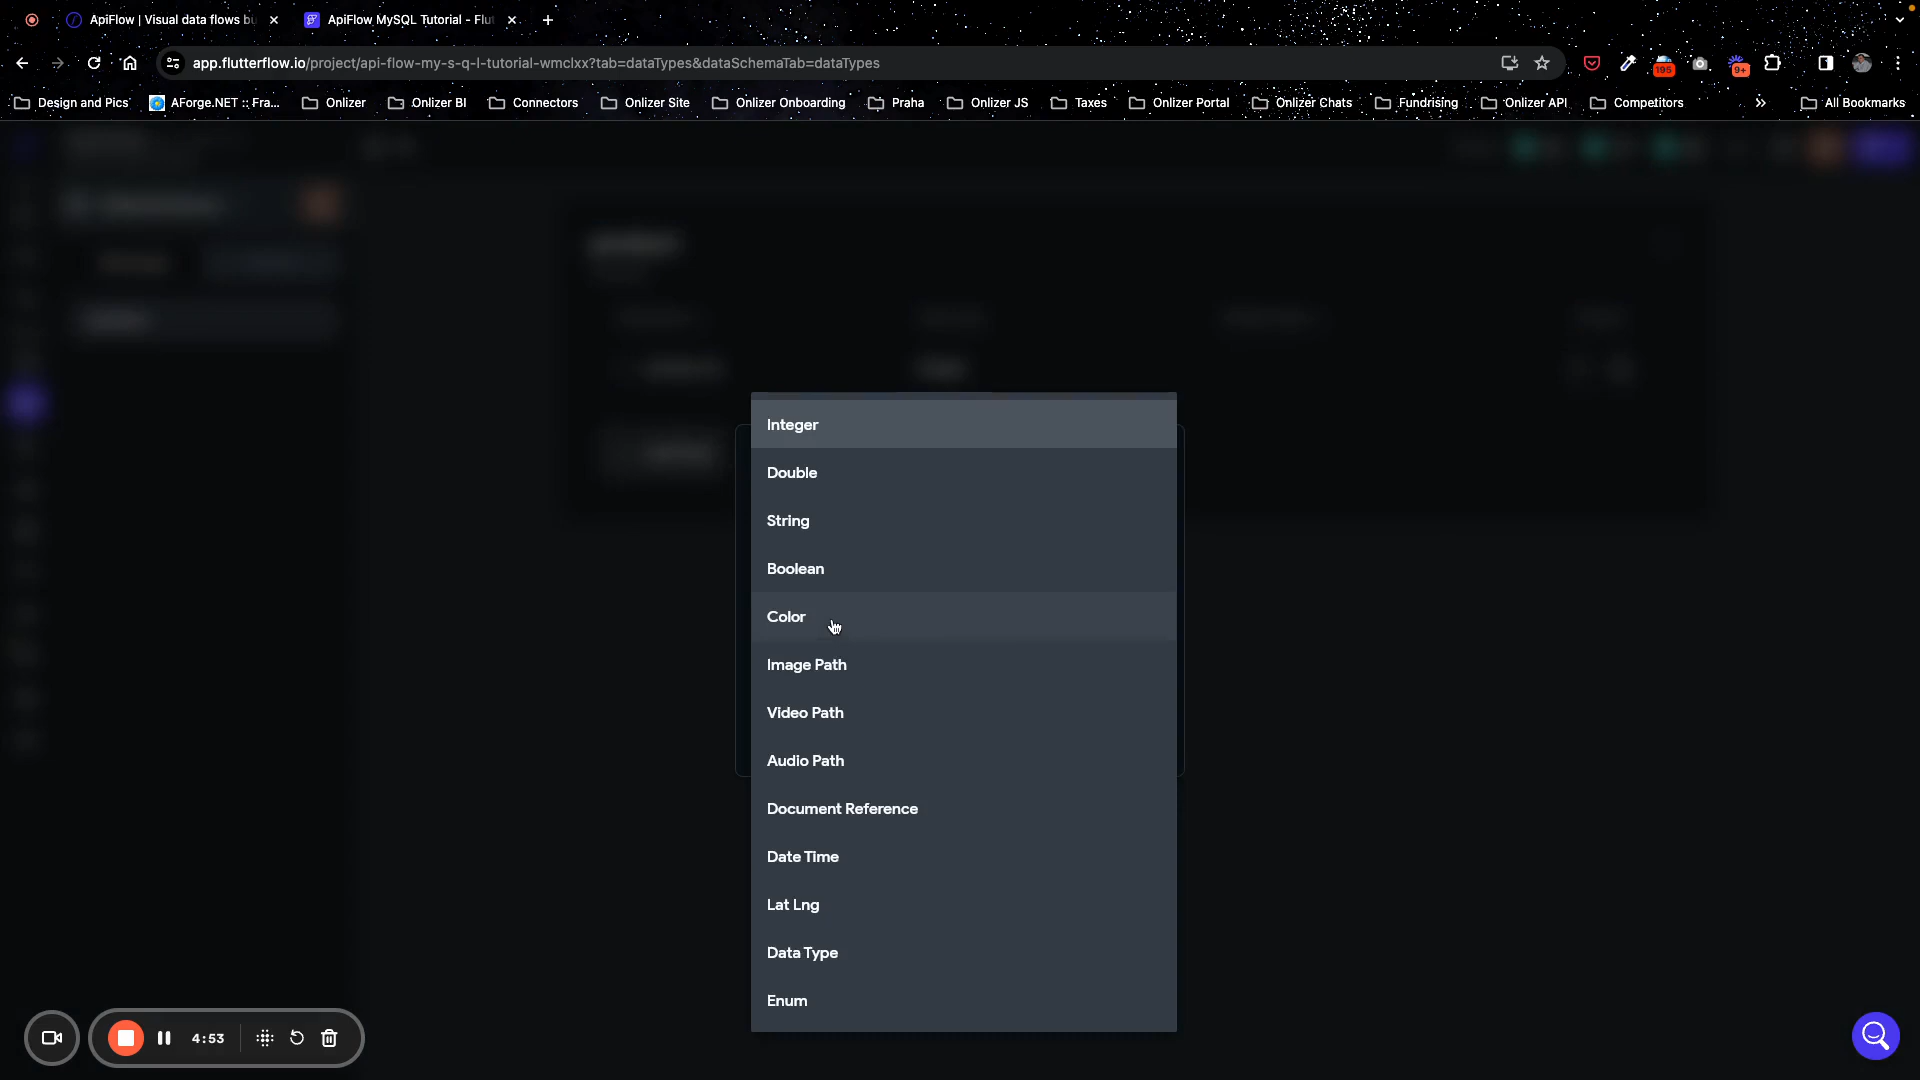 ApiFlow | Visual data flows bu
ApiFlow MySQL Tutorial - Flut
app.flutterflow.io/project/api-flow-my-s-q-l-tutorial-wmclxx?tab=dataTypes&dataSchemaTab=dataTypes
195
9+
Design and Pics
AForge.NET :: Fra...
Onlizer
Onlizer BI
Connectors
Onlizer Site
Onlizer Onboarding
Praha
Onlizer JS
Taxes
Onlizer Portal
Onlizer Chats
Fundrising
Onlizer API
Competitors
All Bookmarks
Integer
Double
String
Boolean
Color
Image Path
Video Path
Audio Path
Document Reference
Date Time
Lat Lng
Data Type
Enum
4:53